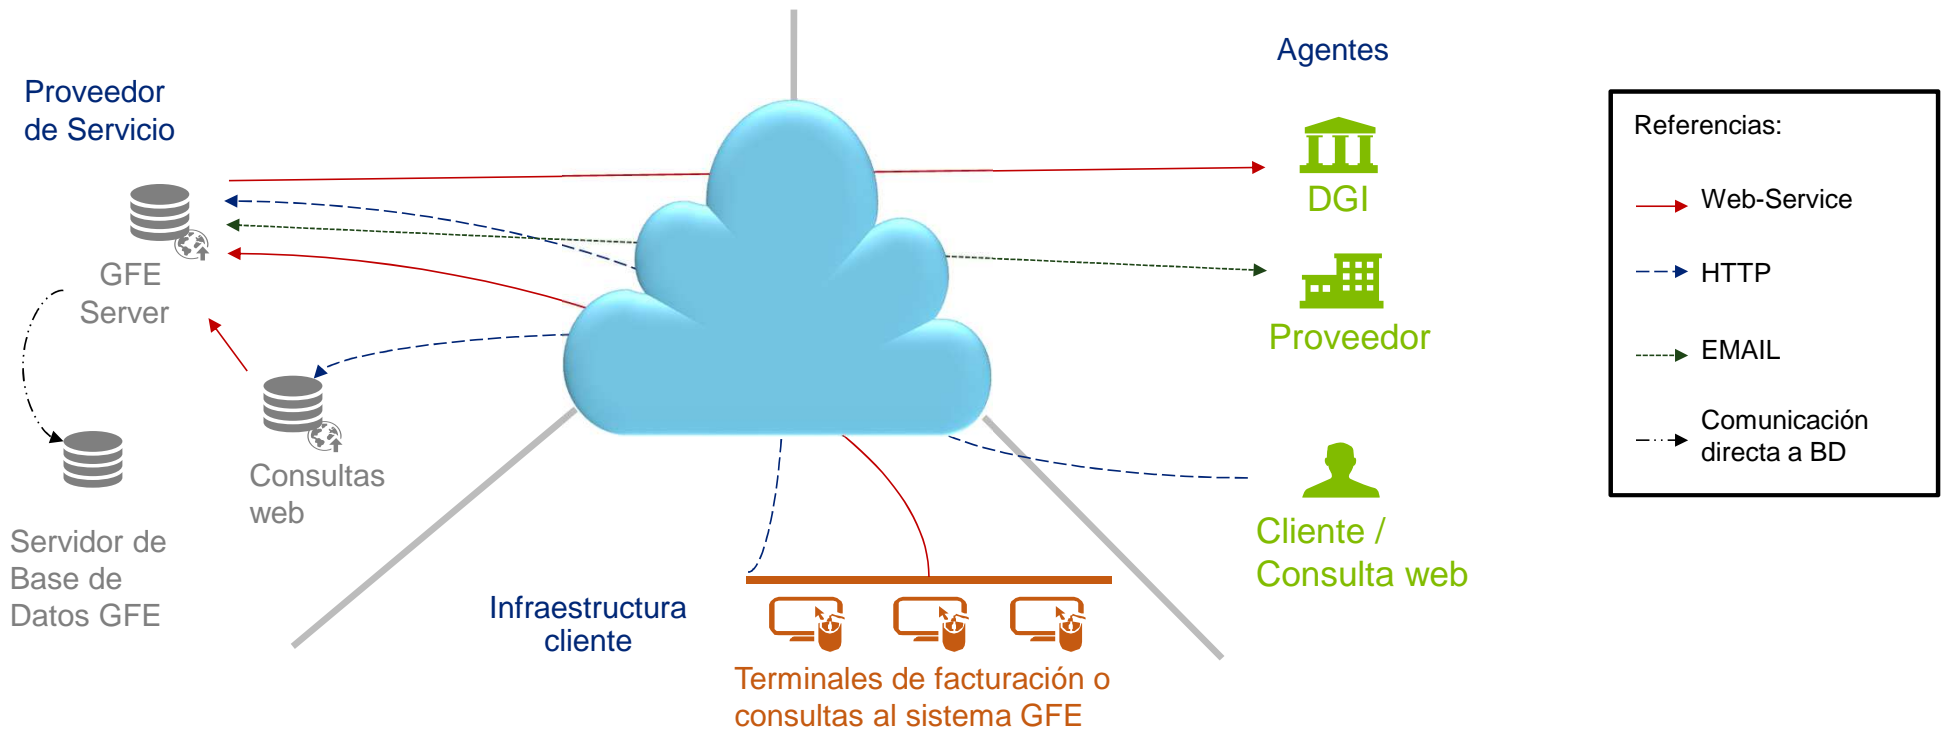 Proveedor
de Servicio
GFE
Server
Consultas
web
Servidor de
Base de
Datos GFE
Infraestructura
cliente
Terminales de facturación o
consultas al sistema GFE
Agentes
DGI
Proveedor
Cliente /
Consulta web
Referencias:
Web-Service
HTTP
EMAIL
Comunicación
directa a BD